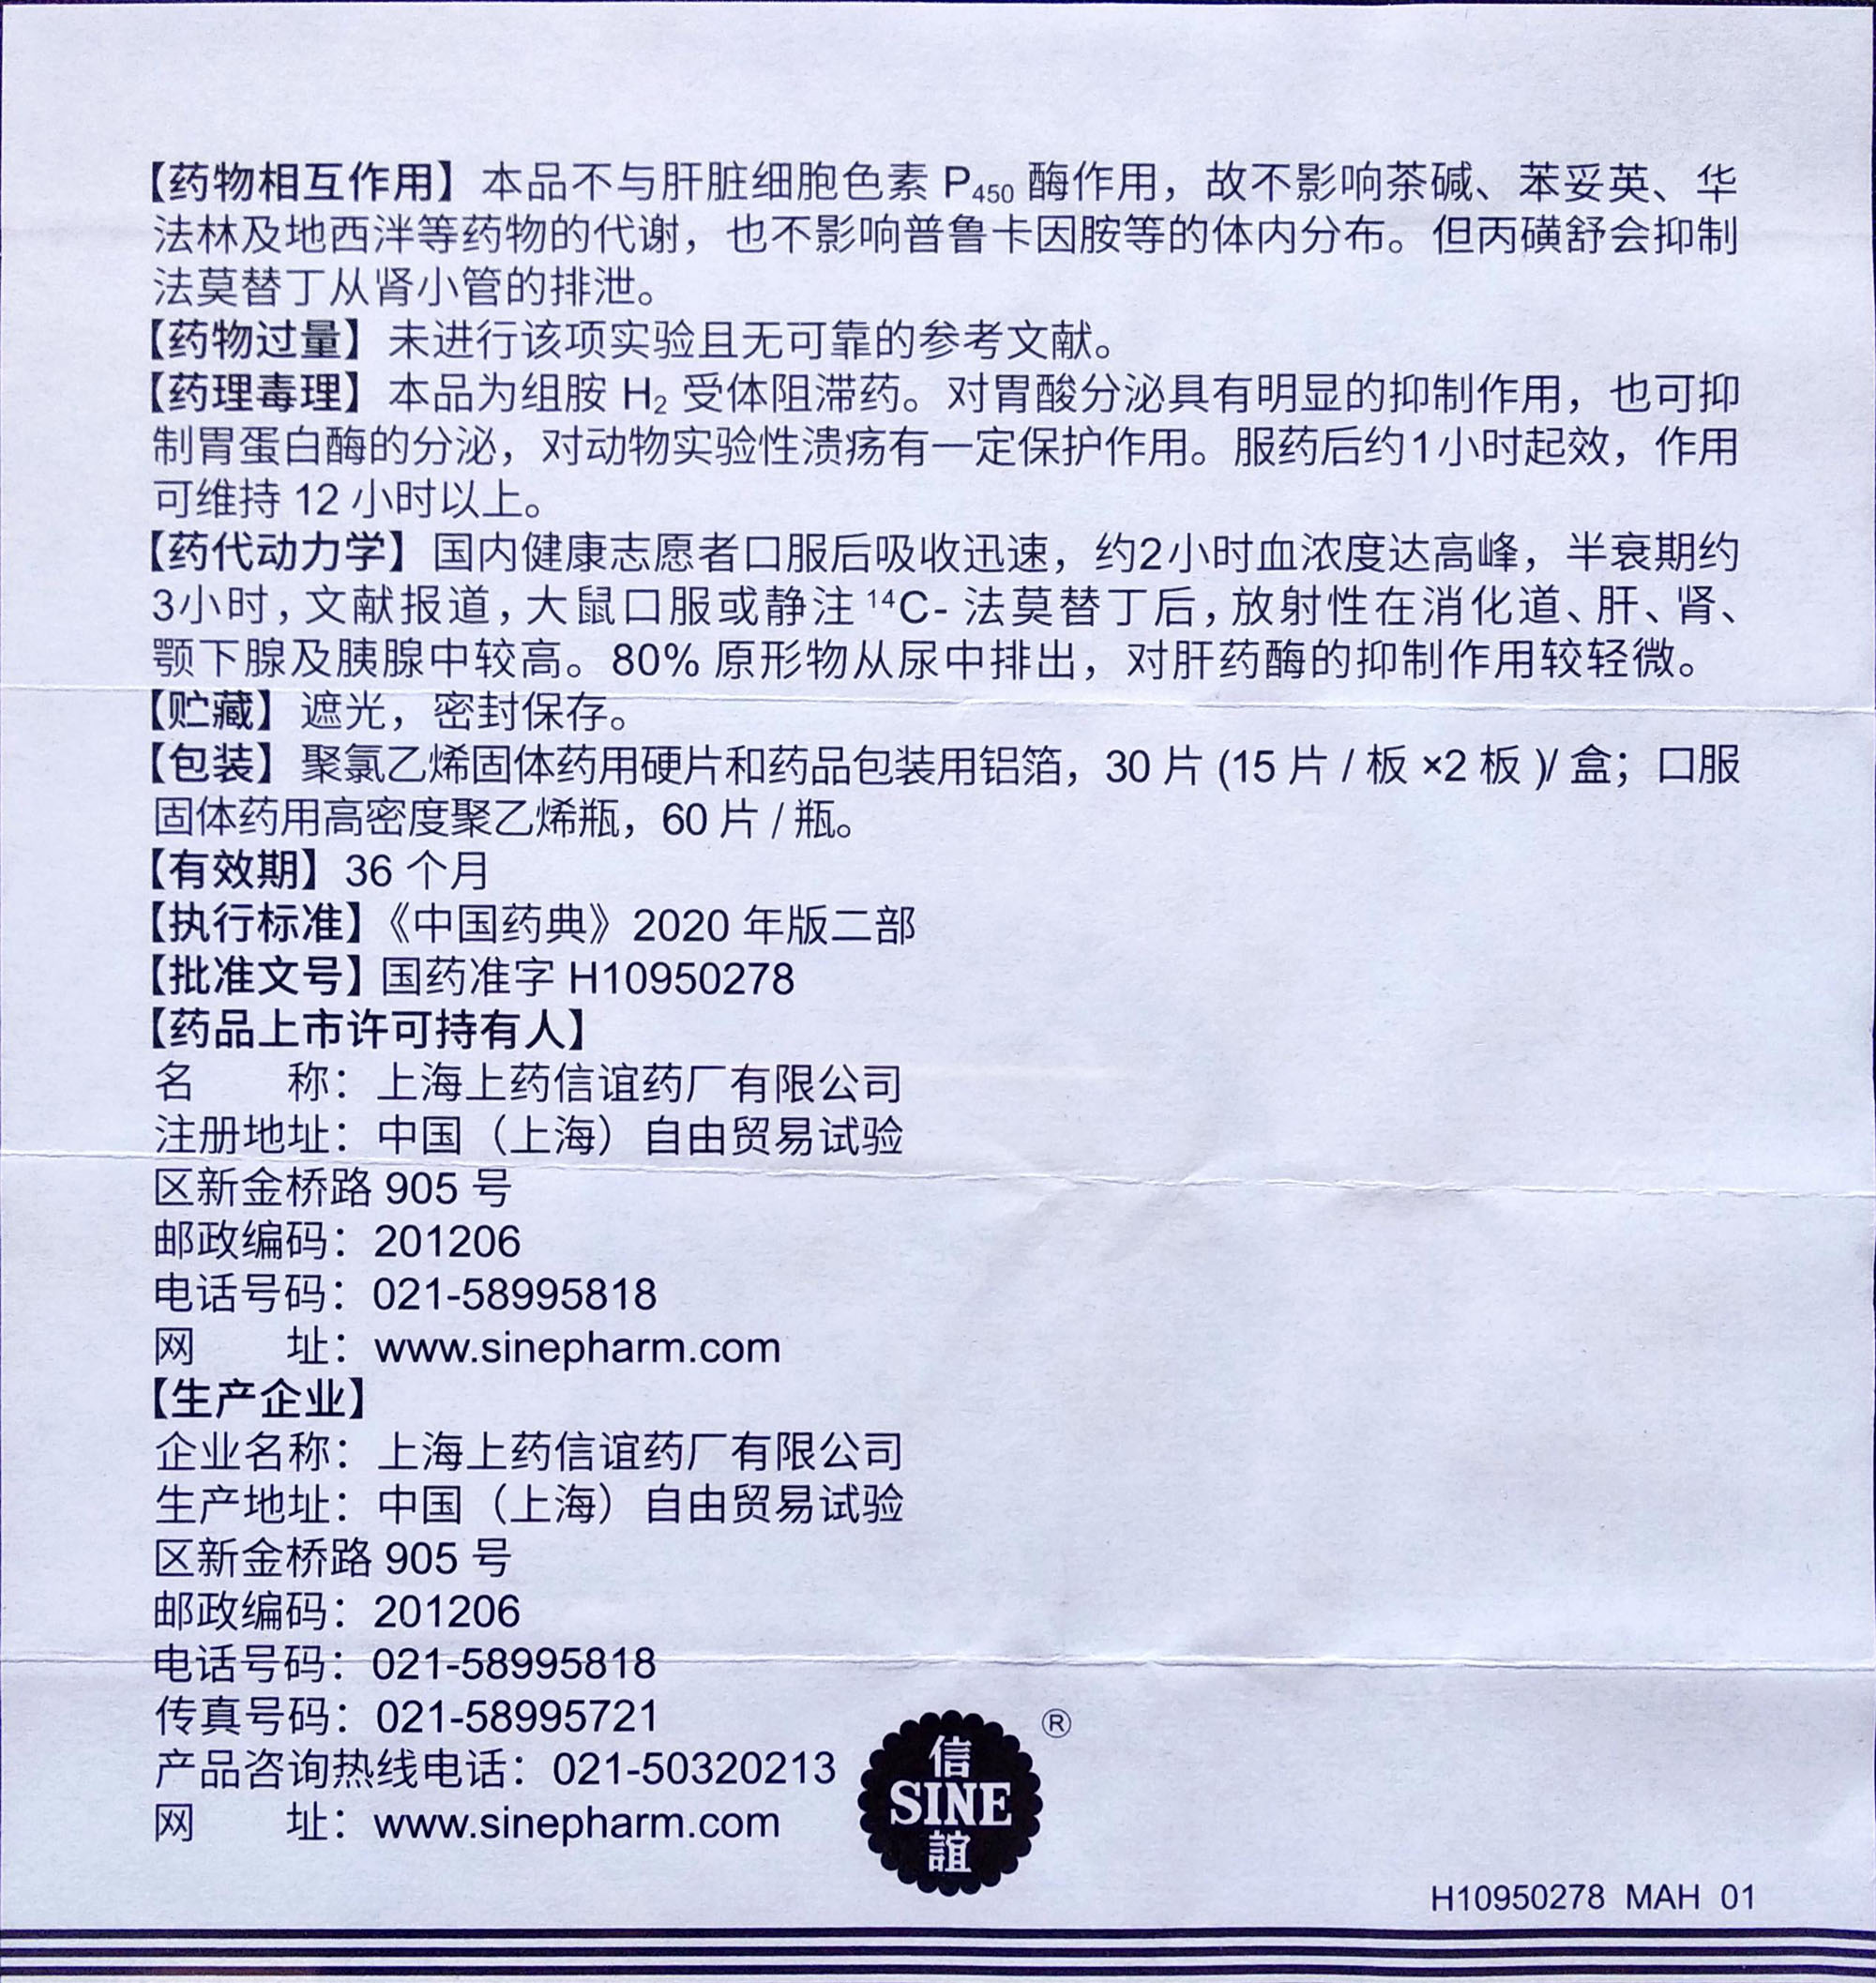 【药物相互作用】本品不与肝脏细胞色素 P450 酶作用，故不影响茶碱、苯妥英、华
法林及地西泮等药物的代谢，也不影响普鲁卡因胺等的体内分布。但丙磺舒会抑制
法莫替丁从肾小管的排泄。
【药物过量】未进行该项实验且无可靠的参考文献。
【药理毒理】本品为组胺 H2 受体阻滞药。对胃酸分泌具有明显的抑制作用，也可抑
制胃蛋白酶的分泌，对动物实验性溃疡有一定保护作用。服药后约1小时起效，作用
可维持 12 小时以上。
【药代动力学】国内健康志愿者口服后吸收迅速，约2小时血浓度达高峰，半衰期约
3小时，文献报道，大鼠口服或静注 14C- 法莫替丁后，放射性在消化道、肝、肾、
颚下腺及胰腺中较高。80% 原形物从尿中排出，对肝药酶的抑制作用较轻微。
【贮藏】遮光，密封保存。
【包装】聚氯乙烯固体药用硬片和药品包装用铝箔，30 片 (15 片 / 板 ×2 板 )/ 盒；口服
固体药用高密度聚乙烯瓶，60 片 / 瓶。
【有效期】36 个月
【执行标准】《中国药典》2020 年版二部
【批准文号】国药准字 H10950278
【药品上市许可持有人】
名　　称：上海上药信谊药厂有限公司
注册地址：中国（上海）自由贸易试验
区新金桥路 905 号
邮政编码：201206
电话号码：021-58995818
网　　址：www.sinepharm.com
【生产企业】
企业名称：上海上药信谊药厂有限公司
生产地址：中国（上海）自由贸易试验
区新金桥路 905 号
邮政编码：201206
电话号码：021-58995818
传真号码：021-58995721
产品咨询热线电话：021-50320213
网　　址：www.sinepharm.com
信
SINE
誼
®
H10950278 MAH 01